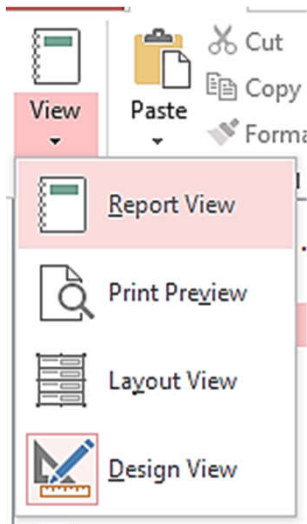 Cut
Copy
View
Paste
Forma
Report View
Print Preview
Layout View
Design View